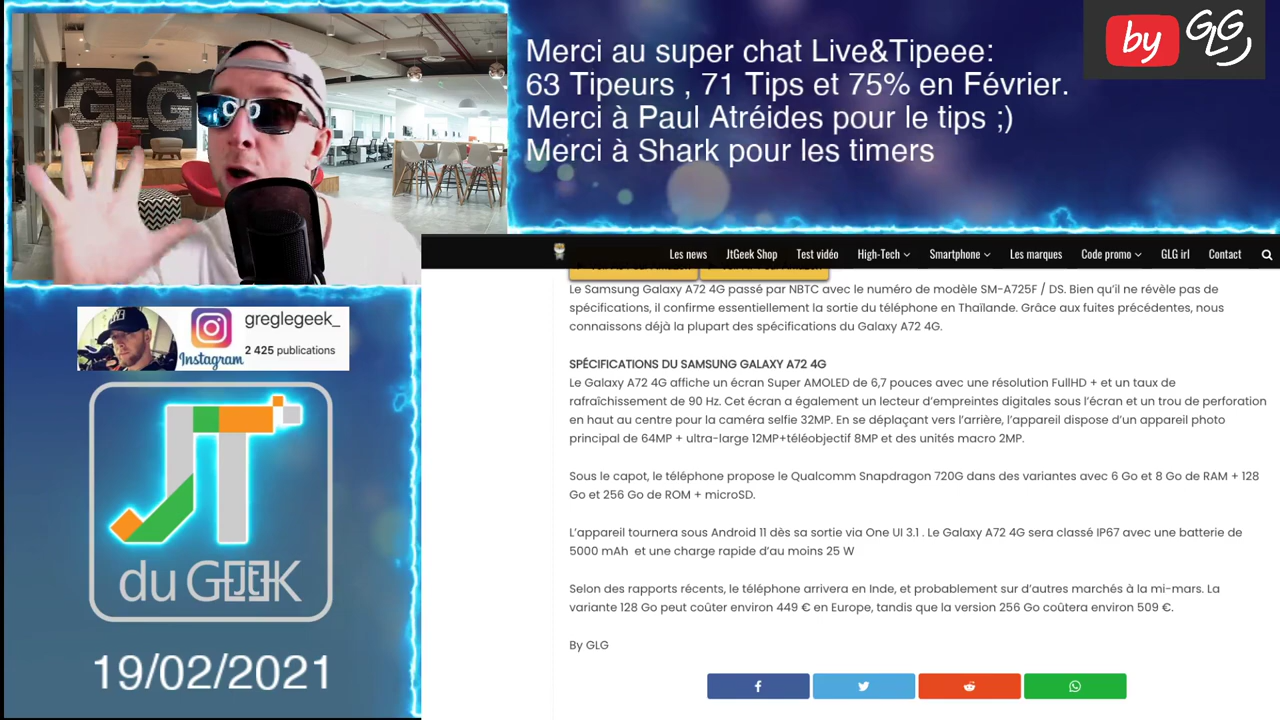 GLG
Merci au super chat Live&Tipeee:
63 Tipeurs , 71 Tips et 75% en Février.
Merci à Paul Atréides pour le tips ;)
Merci à Shark pour les timers
by GLG
Les news JtGeek Shop Test vidéo High-Tech Smartphone Les marques Code promo GLG irl Contact
Le Samsung Galaxy A72 4G passé par NBTC avec le numéro de modèle SM-A725F / DS. Bien qu'il ne révèle pas de
spécifications, il confirme essentiellement la sortie du téléphone en Thaïlande. Grâce aux fuites précédentes, nous
connaissons déjà la plupart des spécifications du Galaxy A72 4G.
SPÉCIFICATIONS DU SAMSUNG GALAXY A72 4G
Le Galaxy A72 4G affiche un écran Super AMOLED de 6,7 pouces avec une résolution FullHD + et un taux de
rafraîchissement de 90 Hz. Cet écran a également un lecteur d'empreintes digitales sous l'écran et un trou de perforation
en haut au centre pour la caméra selfie 32MP. En se déplaçant vers l'arrière, l'appareil dispose d'un appareil photo
principal de 64MP + ultra-large 12MP+téléobjectif 8MP et des unités macro 2MP.
Sous le capot, le téléphone propose le Qualcomm Snapdragon 720G dans des variantes avec 6 Go et 8 Go de RAM + 128
Go et 256 Go de ROM + microSD.
L'appareil tournera sous Android 11 dès sa sortie via One UI 3.1 . Le Galaxy A72 4G sera classé IP67 avec une batterie de
5000 mAh et une charge rapide d'au moins 25 W
Selon des rapports récents, le téléphone arrivera en Inde, et probablement sur d'autres marchés à la mi-mars. La
variante 128 Go peut coûter environ 449 € en Europe, tandis que la version 256 Go coûtera environ 509 €.
By GLG
greglegeek_
Instagram
2 425 publications
JT
du GEEK
19/02/2021